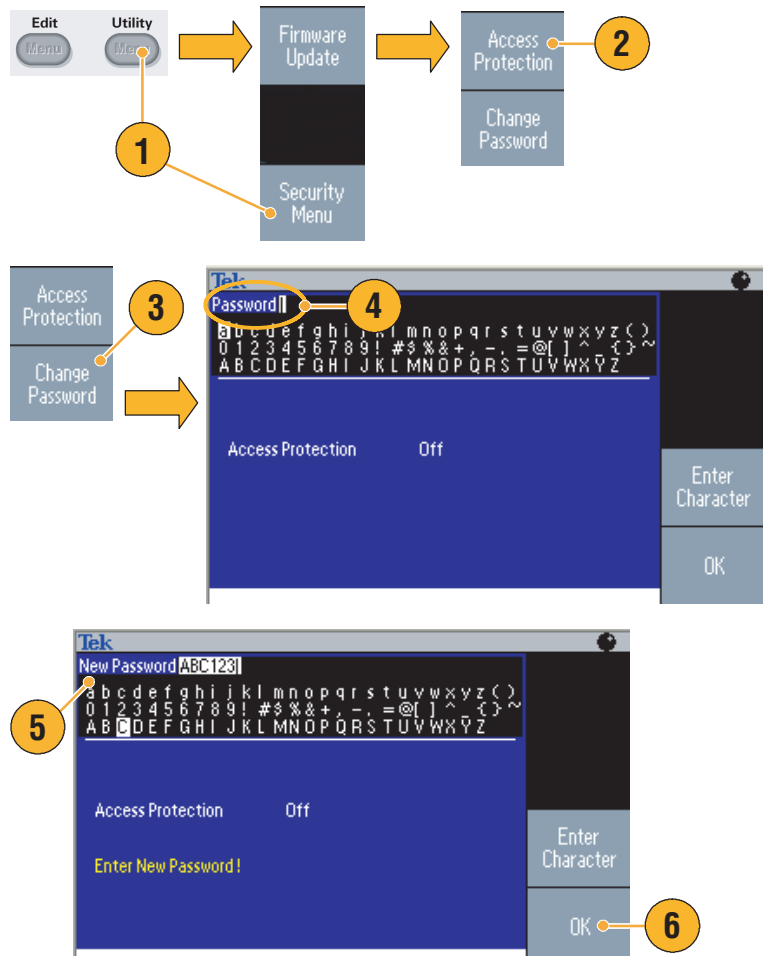 Edit Utility
Menu Menu
Firmware
Update
Access
Protection
2
Change
Password
1
Security
Menu
Access
Protection
3
Change
Password
Tek
Password
4
a b c d e f g h i j k l m n o p q r s t u v w x y z ( )
0 1 2 3 4 5 6 7 8 9 ! # $ % & + , - . = @ [ ] ^ _ { } ~
A B C D E F G H I J K L M N O P Q R S T U V W X Y Z
Access Protection Off
Enter
Character
OK
Tek
New Password ABC123
5
a b c d e f g h i j k l m n o p q r s t u v w x y z ( )
0 1 2 3 4 5 6 7 8 9 ! # $ % & + , - . = @ [ ] ^ _ { } ~
A B C D E F G H I J K L M N O P Q R S T U V W X Y Z
Access Protection Off
Enter New Password!
Enter
Character
OK
6